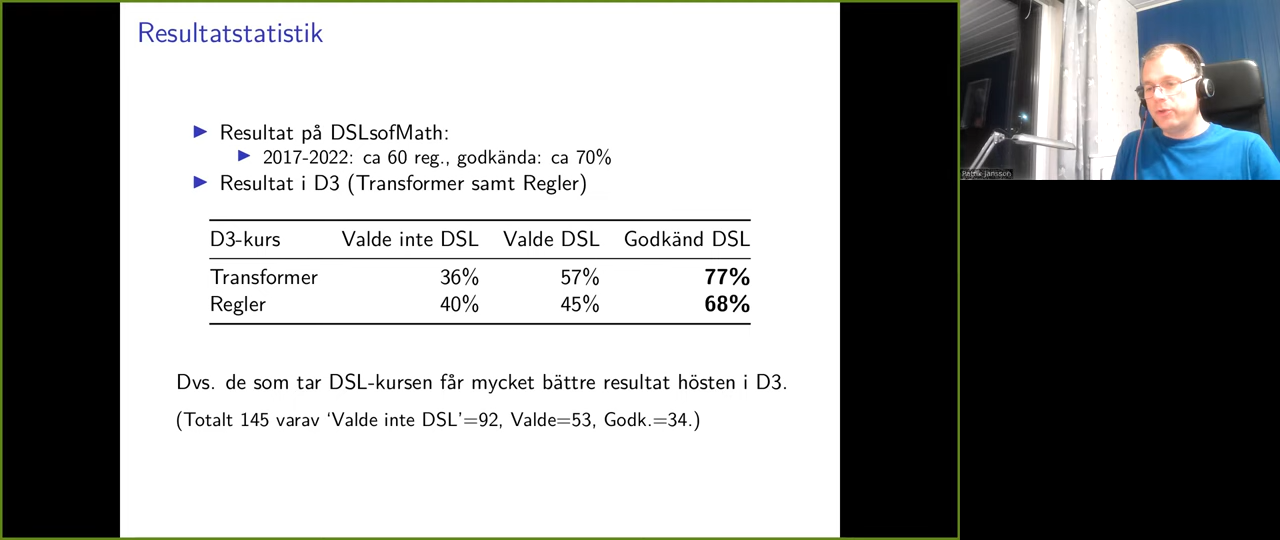 Resultatstatistik
Resultat på DSLsofMath:
2017-2022: ca 60 reg., godkända: ca 70%
Resultat i D3 (Transformer samt Regler)
D3-kurs Valde inte DSL Valde DSL Godkänd DSL
Transformer 36% 57% 77%
Regler 40% 45% 68%
Dvs. de som tar DSL-kursen får mycket bättre resultat hösten i D3.
(Totalt 145 varav ‘Valde inte DSL’=92, Valde=53, Godk.=34.)
Patrik Jansson